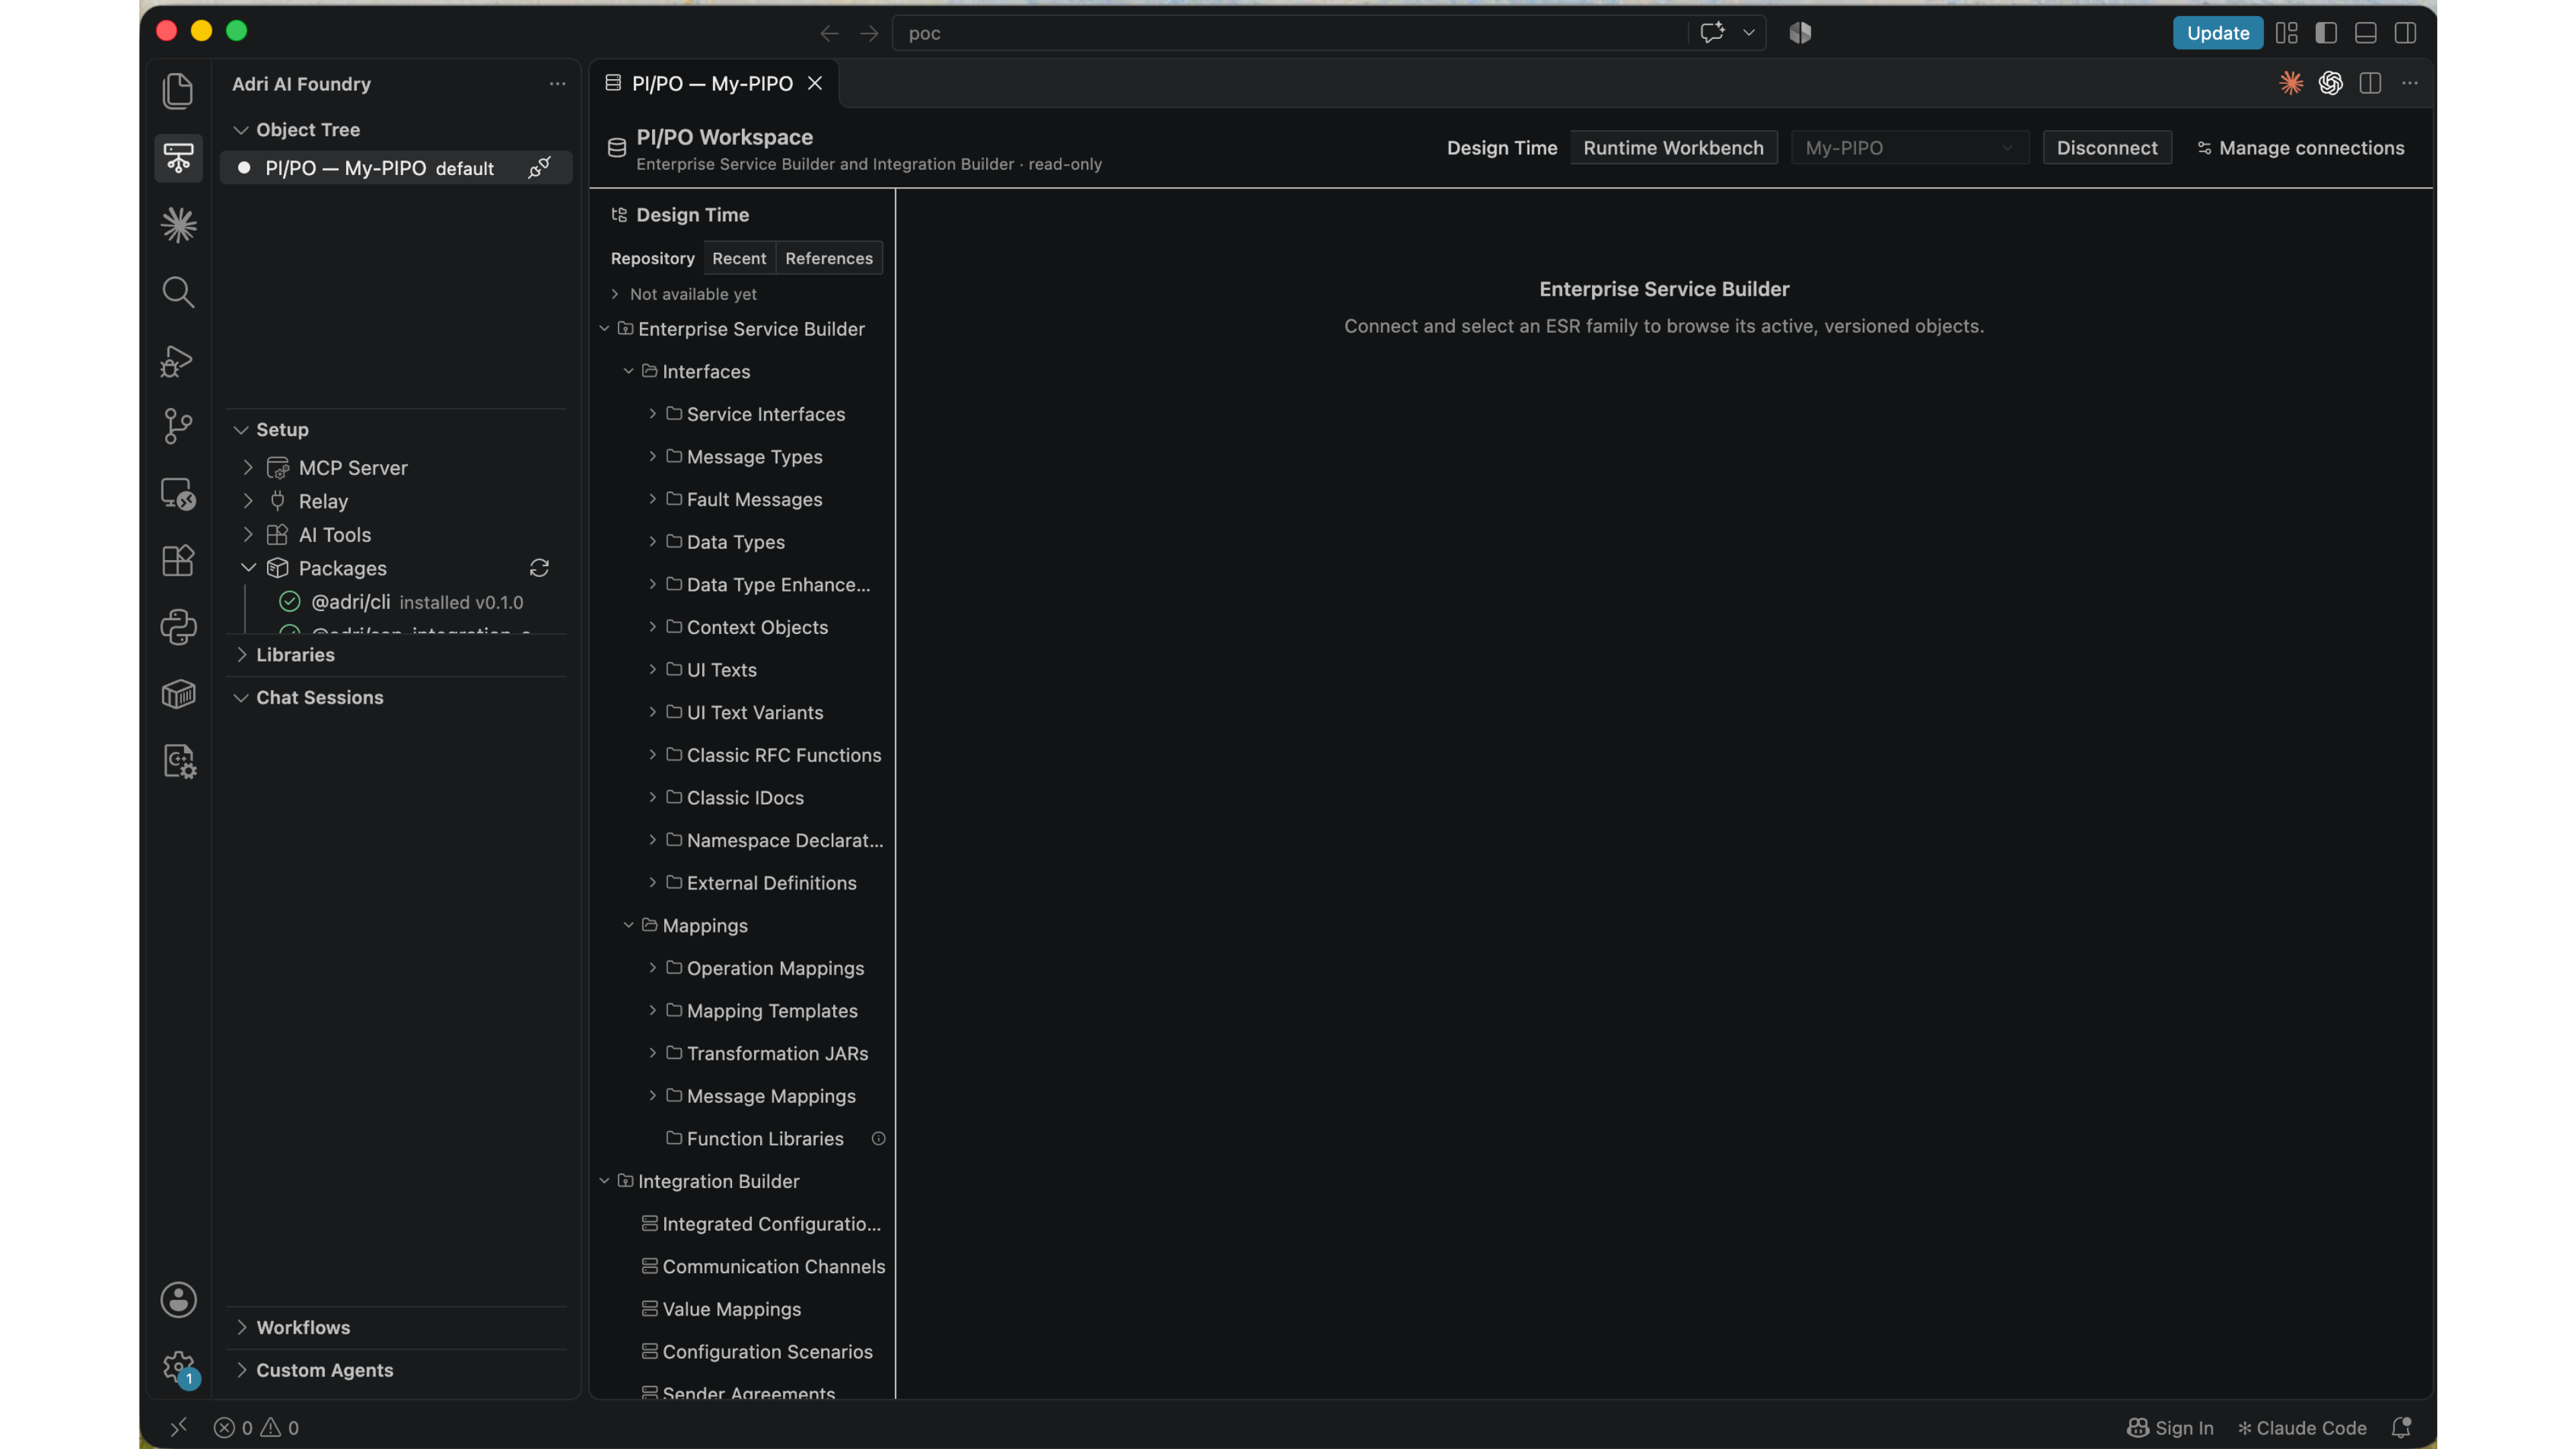 poc
Update
Adri AI Foundry
Object Tree
PI/PO — My-PIPO default
Setup
MCP Server
Relay
AI Tools
Packages
@adri/cli installed v0.1.0
Libraries
Chat Sessions
Workflows
Custom Agents
1
PI/PO — My-PIPO
PI/PO Workspace
Enterprise Service Builder and Integration Builder · read-only
Design Time
Runtime Workbench
My-PIPO
Disconnect
Manage connections
Design Time
Repository Recent References
Not available yet
Enterprise Service Builder
Interfaces
Service Interfaces
Message Types
Fault Messages
Data Types
Data Type Enhance...
Context Objects
UI Texts
UI Text Variants
Classic RFC Functions
Classic IDocs
Namespace Declarat...
External Definitions
Mappings
Operation Mappings
Mapping Templates
Transformation JARs
Message Mappings
Function Libraries
Integration Builder
Integrated Configuratio...
Communication Channels
Value Mappings
Configuration Scenarios
Sender Agreements
Enterprise Service Builder
Connect and select an ESR family to browse its active, versioned objects.
0 0
Sign In
Claude Code